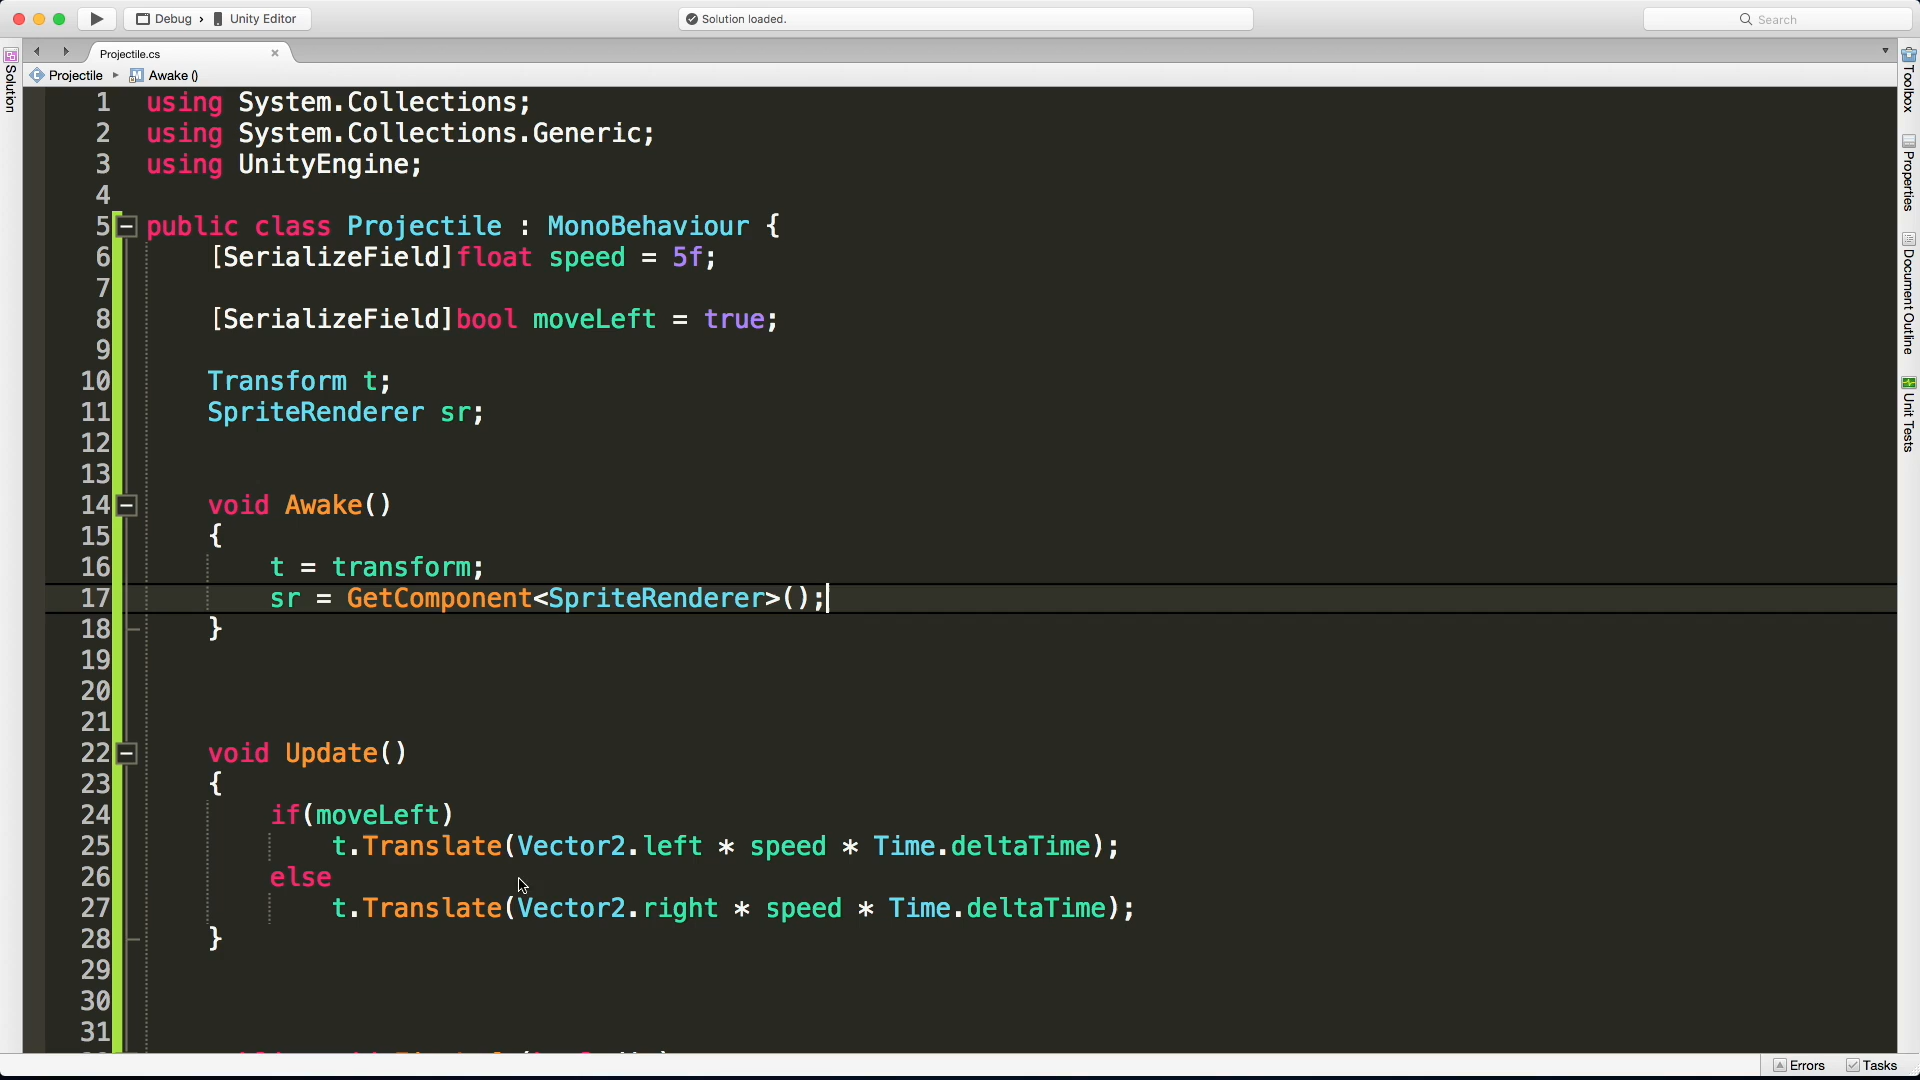 Debug › Unity Editor
Solution loaded.
Search
Projectile.cs
Projectile ▸ Awake ()
Solution
Toolbox
Properties
Document Outline
Unit Tests
1 using System.Collections;
2 using System.Collections.Generic;
3 using UnityEngine;
4
5 public class Projectile : MonoBehaviour {
6 [SerializeField]float speed = 5f;
7
8 [SerializeField]bool moveLeft = true;
9
10 Transform t;
11 SpriteRenderer sr;
12
13
14 void Awake()
15 {
16 t = transform;
17 sr = GetComponent<SpriteRenderer>();
18 }
19
20
21
22 void Update()
23 {
24 if(moveLeft)
25 t.Translate(Vector2.left * speed * Time.deltaTime);
26 else
27 t.Translate(Vector2.right * speed * Time.deltaTime);
28 }
29
30
31
Errors Tasks